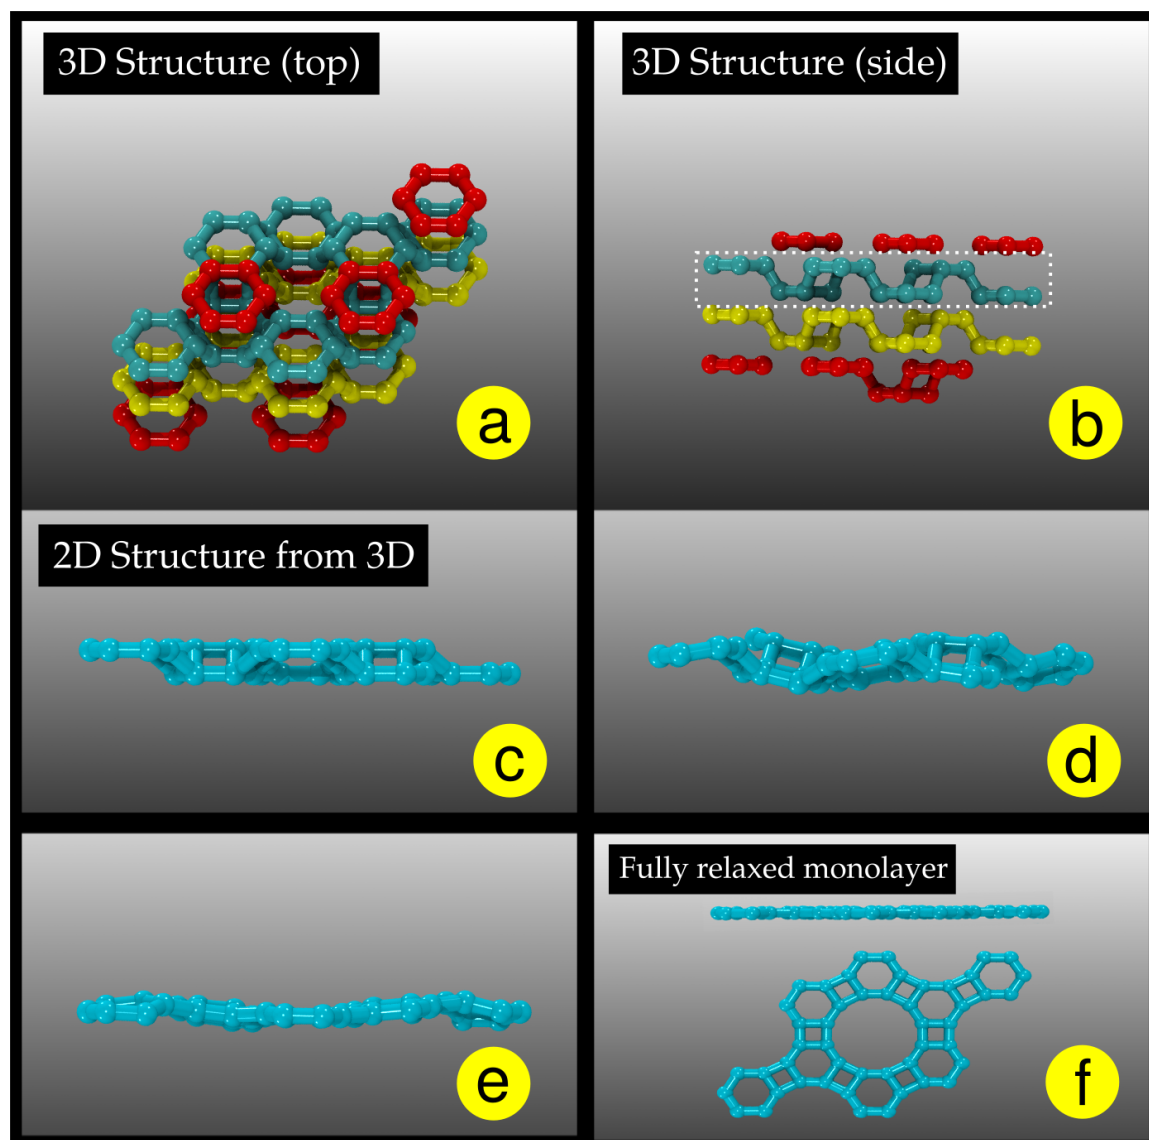 3D Structure (top)
3D Structure (side)
a
b
2D Structure from 3D
c
d
e
Fully relaxed monolayer
f